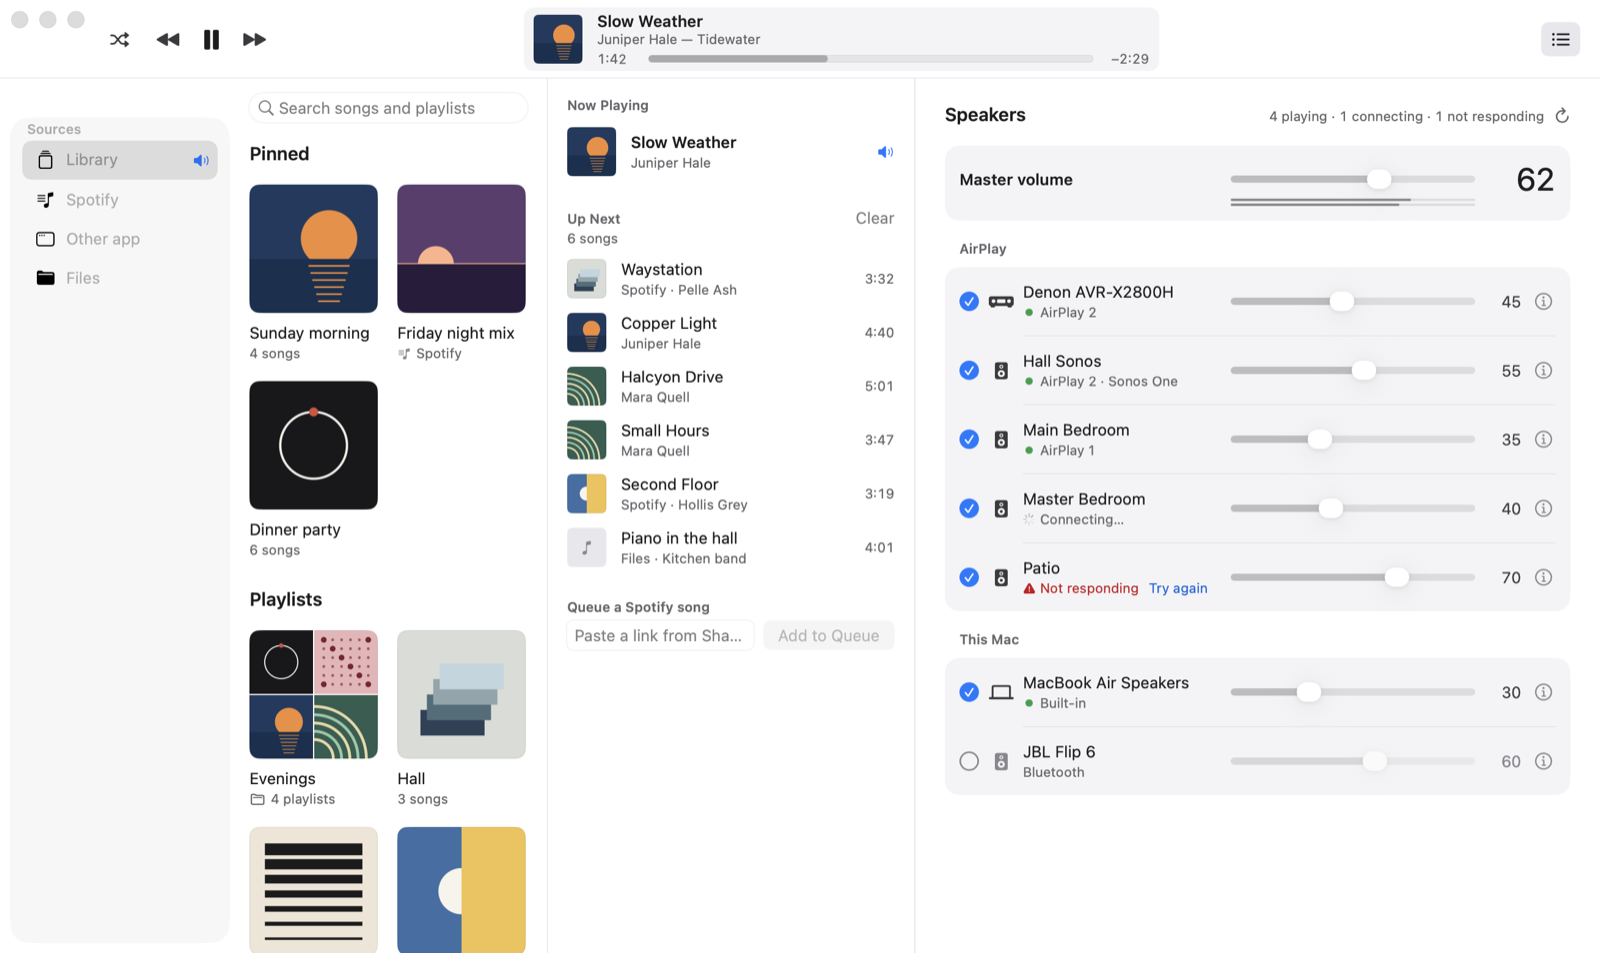 Slow Weather
Juniper Hale — Tidewater
1:42
−2:29
Sources
Library
Spotify
Other app
Files
Search songs and playlists
Pinned
Sunday morning
4 songs
Friday night mix
Spotify
Dinner party
6 songs
Playlists
Evenings
4 playlists
Hall
3 songs
Now Playing
Slow Weather
Juniper Hale
Up Next
Clear
6 songs
Waystation
Spotify · Pelle Ash
3:32
Copper Light
Juniper Hale
4:40
Halcyon Drive
Mara Quell
5:01
Small Hours
Mara Quell
3:47
Second Floor
Spotify · Hollis Grey
3:19
Piano in the hall
Files · Kitchen band
4:01
Queue a Spotify song
Paste a link from Sha...
Add to Queue
Speakers
4 playing · 1 connecting · 1 not responding
Master volume
62
AirPlay
Denon AVR-X2800H
AirPlay 2
45
Hall Sonos
AirPlay 2 · Sonos One
55
Main Bedroom
AirPlay 1
35
Master Bedroom
Connecting...
40
Patio
Not responding Try again
70
This Mac
MacBook Air Speakers
Built-in
30
JBL Flip 6
Bluetooth
60